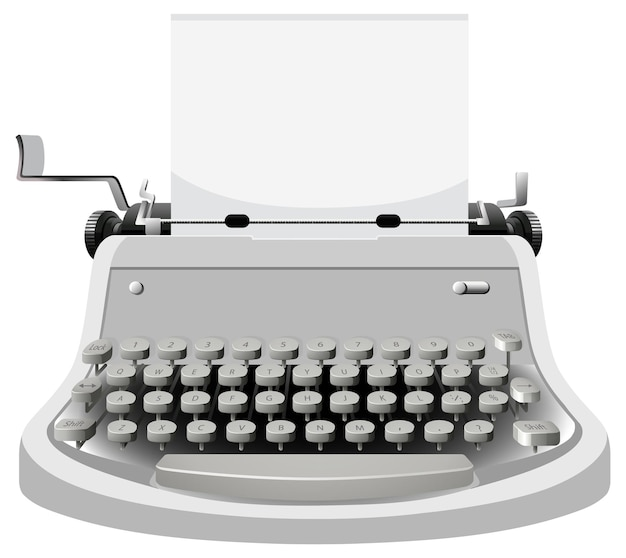 Lock 1 2 3 4 5 6 7 8 9 0 TAB
Q W E R T Y U I O P
A S D F G H J K L %
Shift Z X C V B N M , . ? Shift